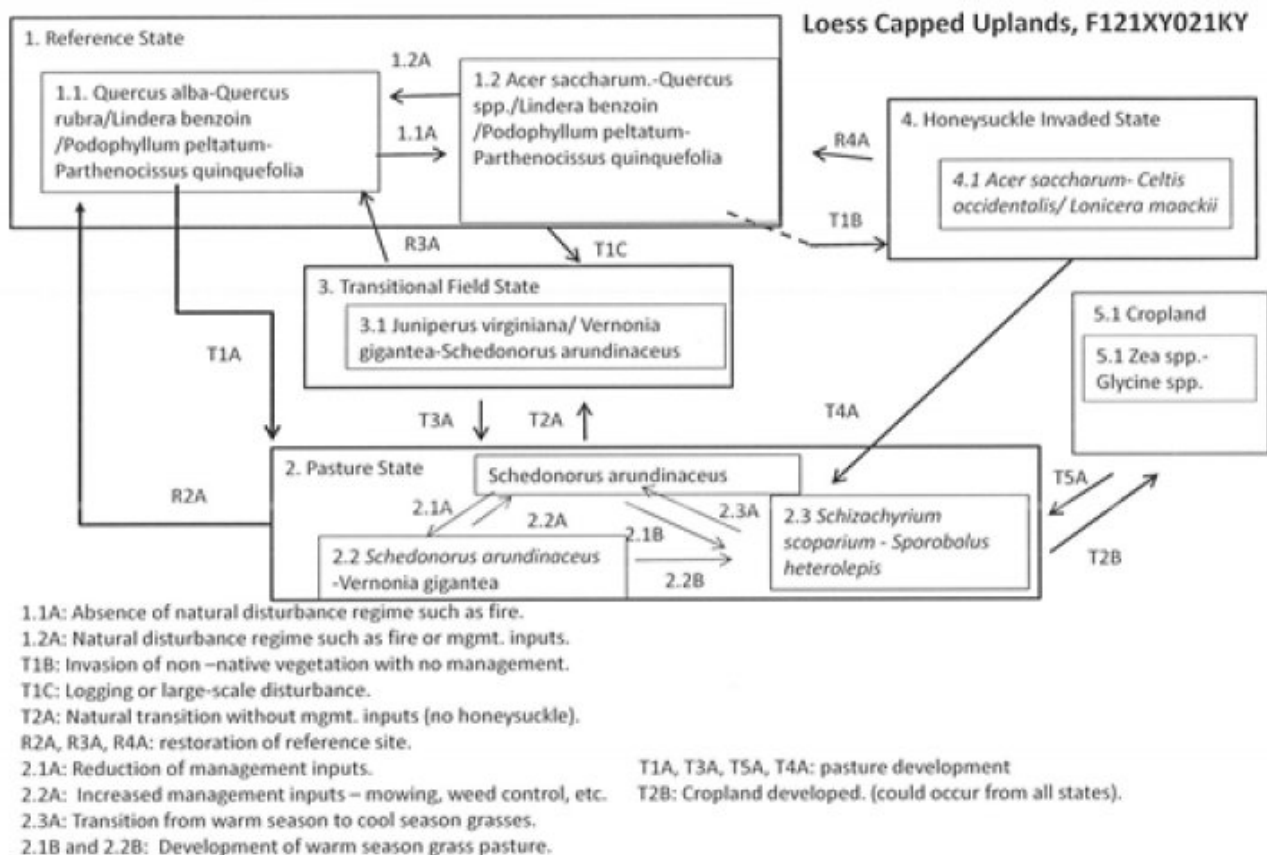 Loess Capped Uplands, F121XY021KY
1. Reference State
1.1. Quercus alba-Quercus
rubra/Lindera benzoin
/Podophyllum peltatum-
Parthenocissus quinquefolia
1.2A
1.1A
1.2 Acer saccharum.-Quercus
spp./Lindera benzoin
/Podophyllum peltatum-
Parthenocissus quinquefolia
4. Honeysuckle Invaded State
4.1 Acer saccharum- Celtis
occidentalis/ Lonicera maackii
R4A
T1B
R3A
T1C
3. Transitional Field State
3.1 Juniperus virginiana/ Vernonia
gigantea-Schedonorus arundinaceus
5.1 Cropland
5.1 Zea spp.-
Glycine spp.
T1A
T3A
T2A
T4A
2. Pasture State
Schedonorus arundinaceus
R2A
2.1A
2.2A
2.1B
2.3A
2.2B
2.2 Schedonorus arundinaceus
-Vernonia gigantea
2.3 Schizachyrium
scoparium - Sporobolus
heterolepis
T5A
T2B
1.1A: Absence of natural disturbance regime such as fire.
1.2A: Natural disturbance regime such as fire or mgmt. inputs.
T1B: Invasion of non –native vegetation with no management.
T1C: Logging or large-scale disturbance.
T2A: Natural transition without mgmt. inputs (no honeysuckle).
R2A, R3A, R4A: restoration of reference site.
2.1A: Reduction of management inputs.
2.2A: Increased management inputs – mowing, weed control, etc.
2.3A: Transition from warm season to cool season grasses.
2.1B and 2.2B: Development of warm season grass pasture.
T1A, T3A, T5A, T4A: pasture development
T2B: Cropland developed. (could occur from all states).